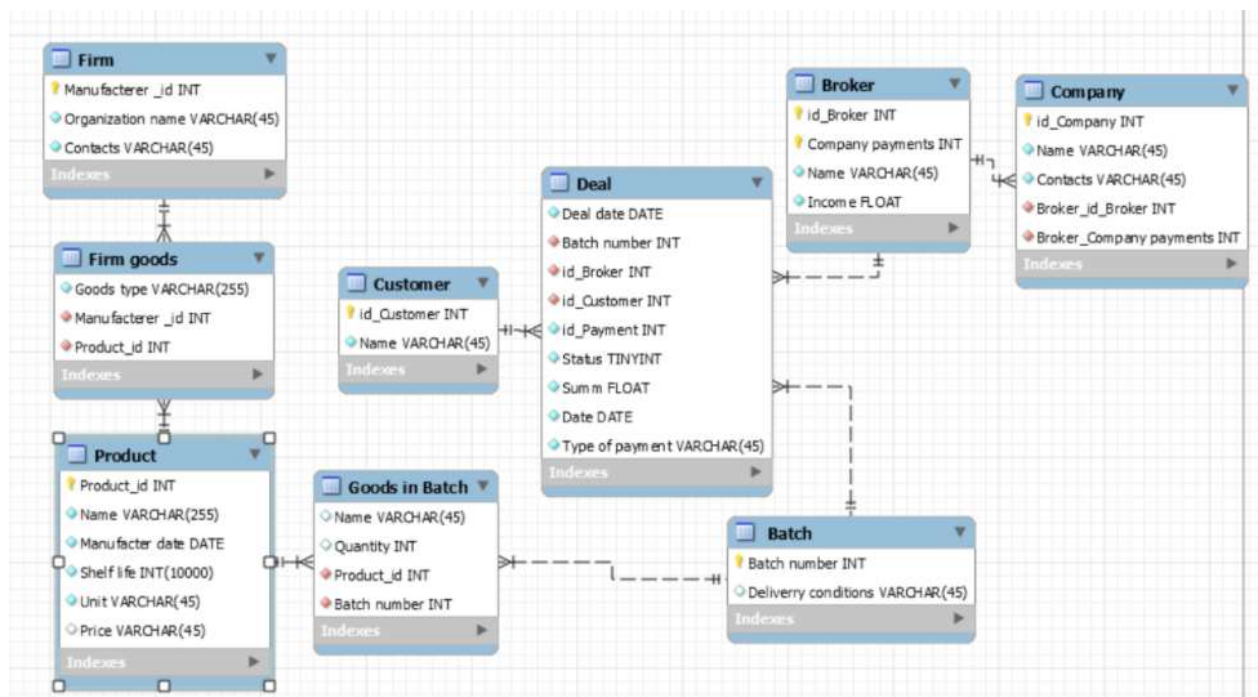 Firm
Manufacterer _id INT
Organization name VARCHAR(45)
Contacts VARCHAR(45)
Indexes
Firm goods
Goods type VARCHAR(255)
Manufacterer _id INT
Product_id INT
Indexes
Product
Product_id INT
Name VARCHAR(255)
Manufacter date DATE
Shelf life INT(10000)
Unit VARCHAR(45)
Price VARCHAR(45)
Indexes
Customer
id_Customer INT
Name VARCHAR(45)
Indexes
Goods in Batch
Name VARCHAR(45)
Quantity INT
Product_id INT
Batch number INT
Indexes
Deal
Deal date DATE
Batch number INT
id_Broker INT
id_Customer INT
id_Payment INT
Status TINYINT
Summ FLOAT
Date DATE
Type of payment VARCHAR(45)
Indexes
Broker
id_Broker INT
Company payments INT
Name VARCHAR(45)
Income FLOAT
Indexes
Company
id_Company INT
Name VARCHAR(45)
Contacts VARCHAR(45)
Broker_id_Broker INT
Broker_Company payments INT
Indexes
Batch
Batch number INT
Deliverry conditions VARCHAR(45)
Indexes